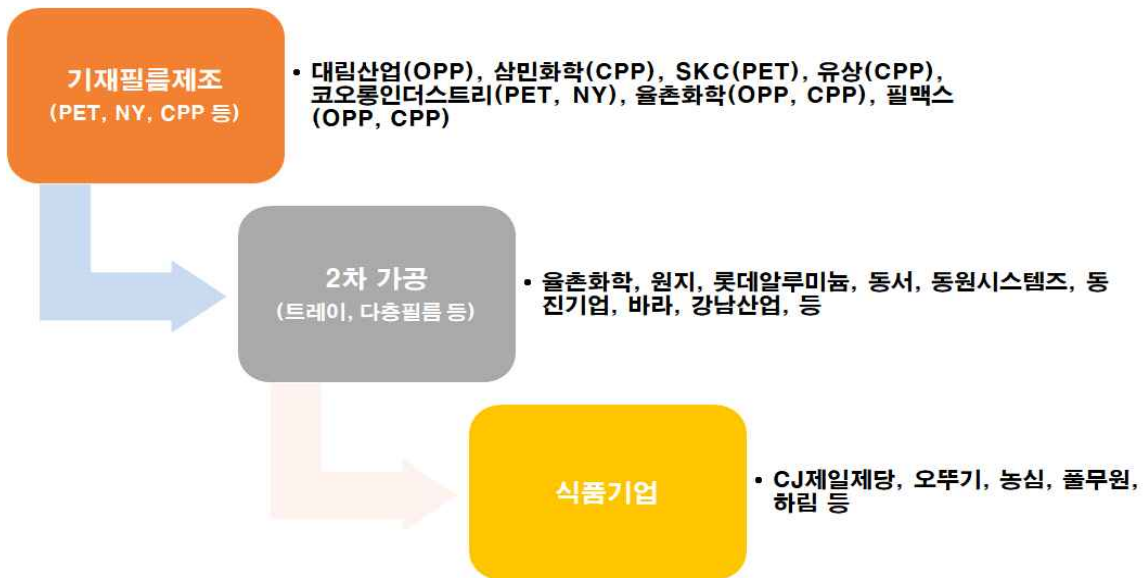 기재필름제조
(PET, NY, CPP 등)
• 대림산업(OPP), 삼민화학(CPP), SKC(PET), 유상(CPP),
코오롱인더스트리(PET, NY), 율촌화학(OPP, CPP), 필맥스
(OPP, CPP)
2차 가공
(트레이, 다층필름 등)
• 율촌화학, 원지, 롯데알루미늄, 동서, 동원시스템즈, 동
진기업, 바라, 강남산업, 등
식품기업
• CJ제일제당, 오뚜기, 농심, 풀무원,
하림 등